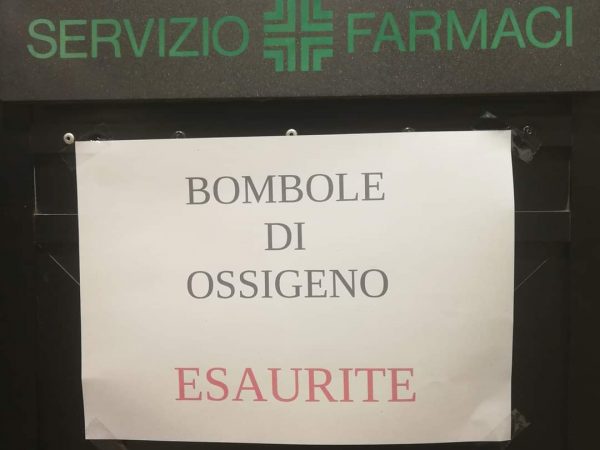 SERVIZIO FARMACI
BOMBOLE
DI
OSSIGENO
ESAURITE